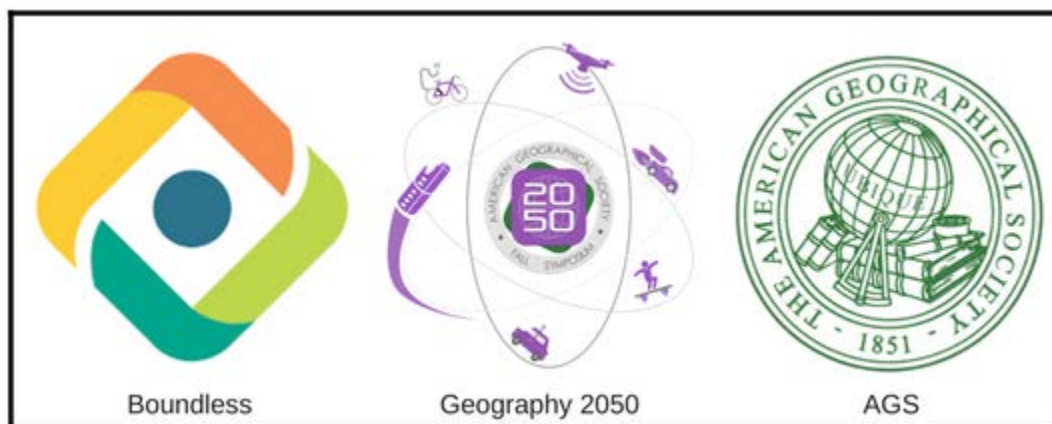 AMERICAN GEOGRAPHICAL SOCIETY
20
50
FALL SYMPOSIUM
THE AMERICAN GEOGRAPHICAL SOCIETY
UBIQUE
- 1851 -
Boundless
Geography 2050
AGS